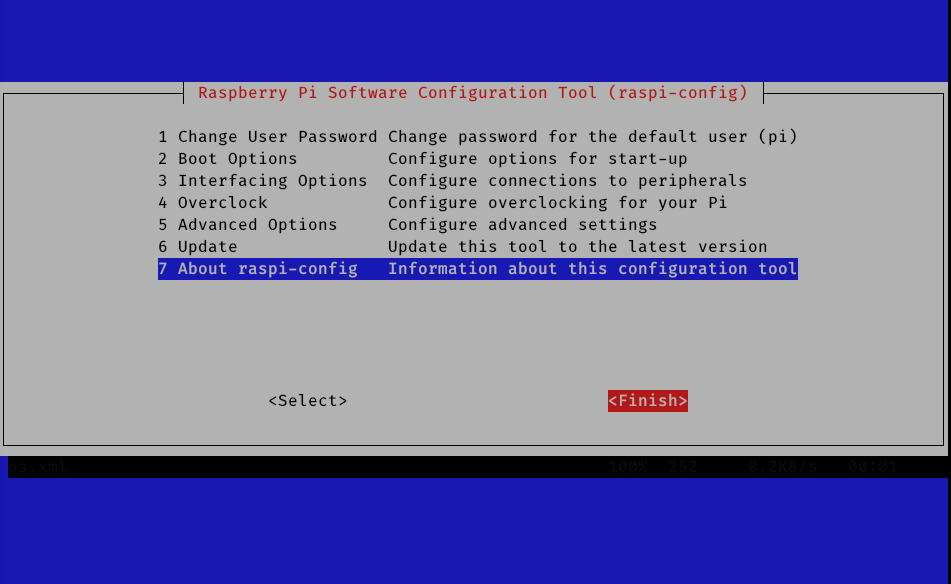 Raspberry Pi Software Configuration Tool (raspi-config)
1 Change User Password Change password for the default user (pi)
2 Boot Options Configure options for start-up
3 Interfacing Options Configure connections to peripherals
4 Overclock Configure overclocking for your Pi
5 Advanced Options Configure advanced settings
6 Update Update this tool to the latest version
7 About raspi-config Information about this configuration tool
<Select> <Finish>
os.xml 100% 252 0.2KB/s 00:01